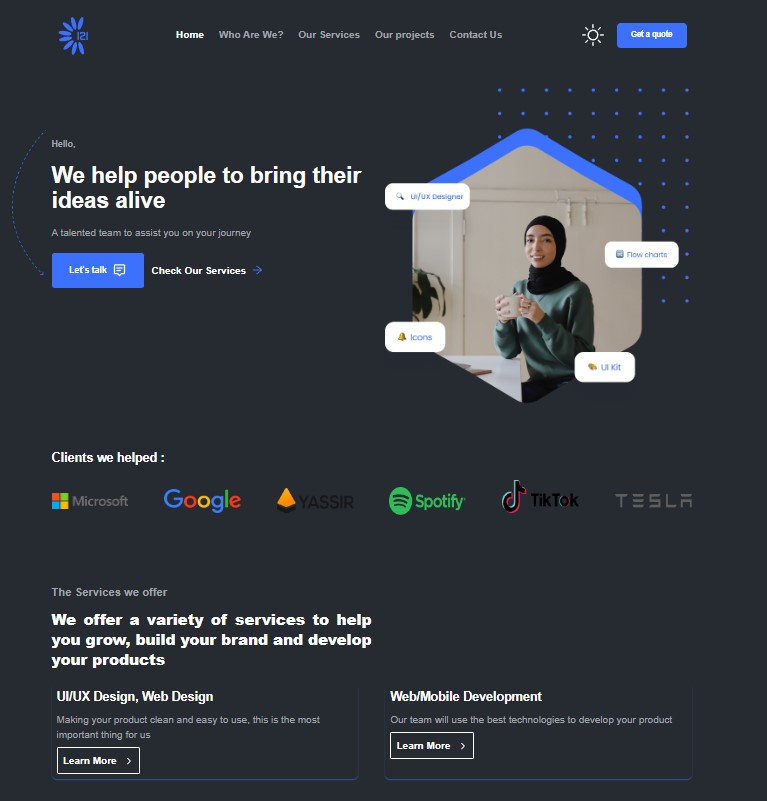 121
Home Who Are We? Our Services Our projects Contact Us
Get a quote
Hello,
We help people to bring their
ideas alive
A talented team to assist you on your journey
Let's talk
Check Our Services
UI/UX Designer
Flow charts
Icons
UI Kit
Clients we helped :
Microsoft
Google
YASSIR
Spotify
TikTok
TESLA
The Services we offer
We offer a variety of services to help
you grow, build your brand and develop
your products
UI/UX Design, Web Design
Making your product clean and easy to use, this is the most
important thing for us
Learn More
Web/Mobile Development
Our team will use the best technologies to develop your product
Learn More